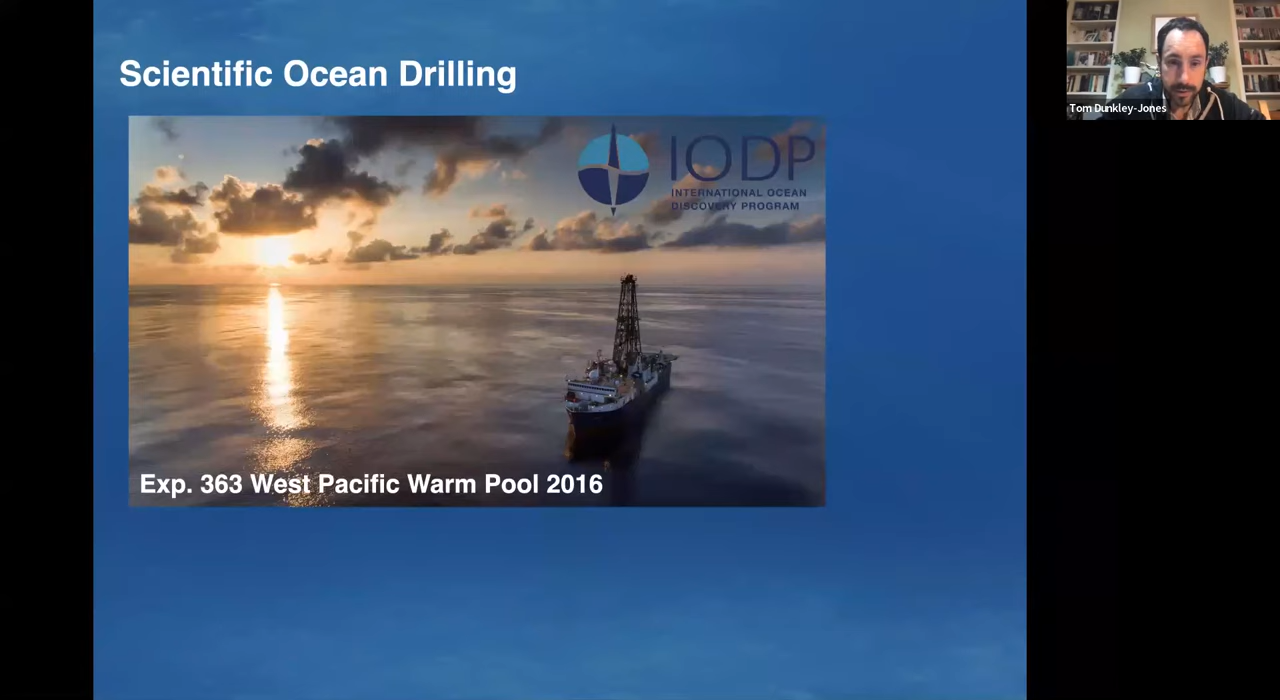 Scientific Ocean Drilling
IODP
INTERNATIONAL OCEAN
DISCOVERY PROGRAM
Exp. 363 West Pacific Warm Pool 2016
Tom Dunkley-Jones